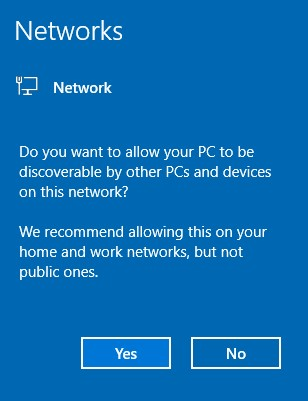 Networks
Network
Do you want to allow your PC to be
discoverable by other PCs and devices
on this network?
We recommend allowing this on your
home and work networks, but not
public ones.
Yes
No